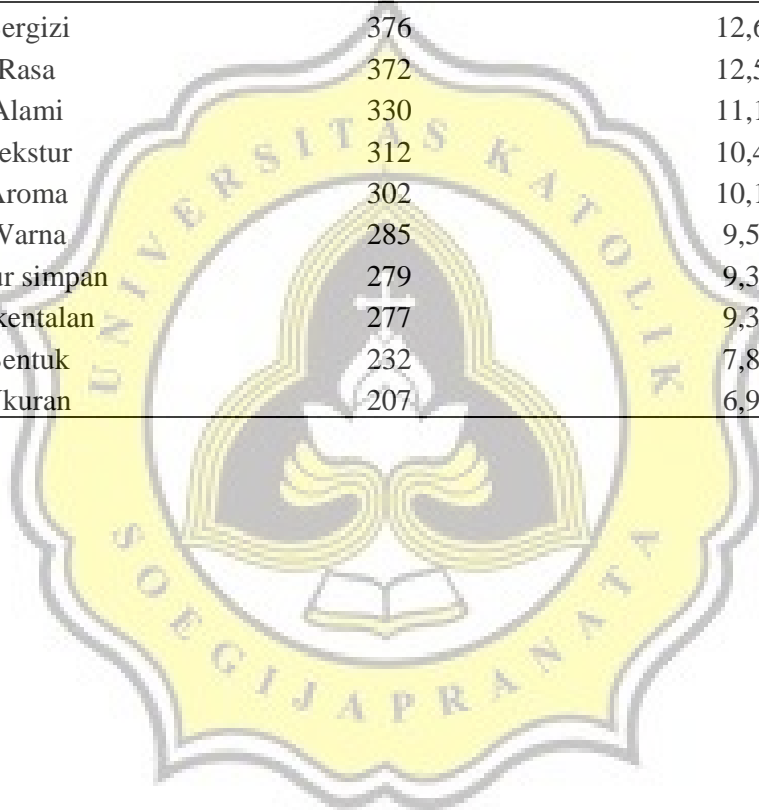 ergizi 376 12,6
Rasa 372 12,5
Alami 330 11,1
ekstur 312 10,4
Aroma 302 10,1
Warna 285 9,5
ur simpan 279 9,3
kentalan 277 9,3
entuk 232 7,8
kuran 207 6,9
UNIVERSITAS KATOLIK
SOEGIJAPRANATA